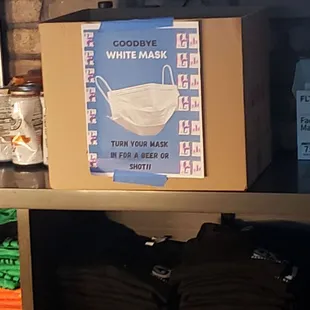 GOODBYE
WHITE MASK
TURN YOUR MASK
IN FOR A BEER OR
SHOT!!